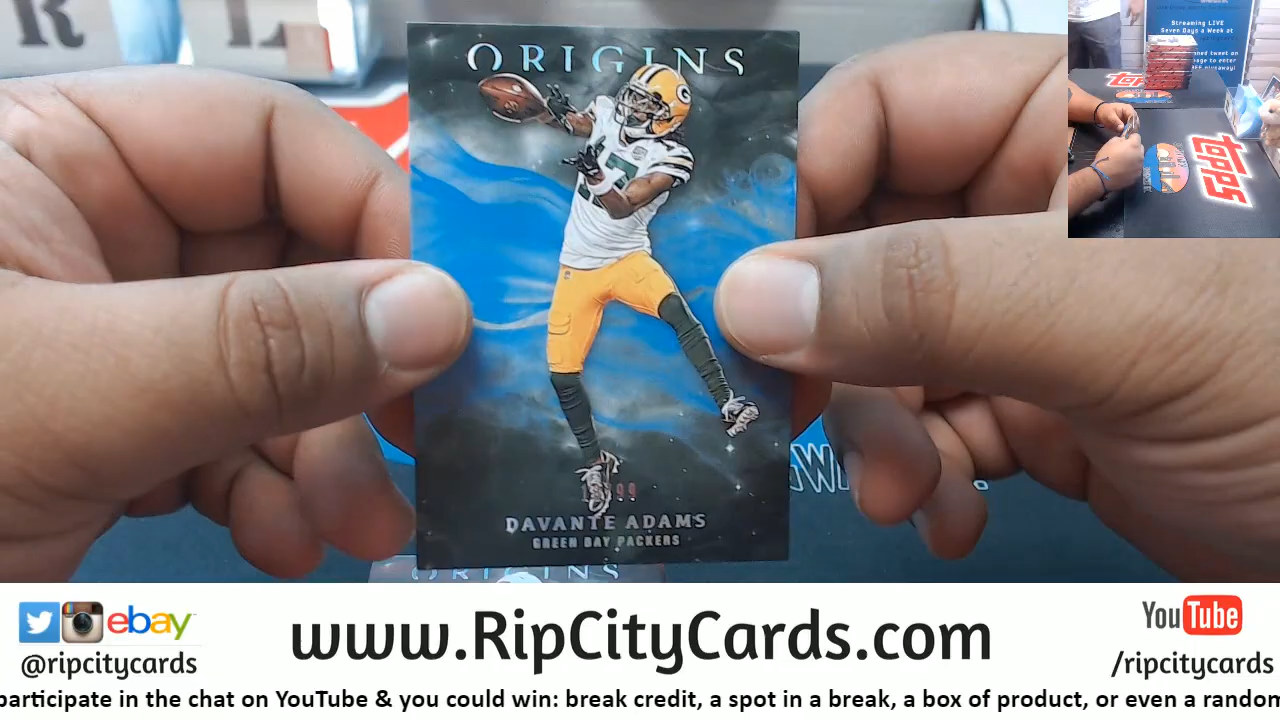 ORIGINS
DAVANTE ADAMS
GREEN BAY PACKERS
ORIGINS
Streaming LIVE
Seven Days a Week at
topps
topps
ebay
@ripcitycards
www.RipCityCards.com
YouTube
/ripcitycards
participate in the chat on YouTube & you could win: break credit, a spot in a break, a box of product, or even a random